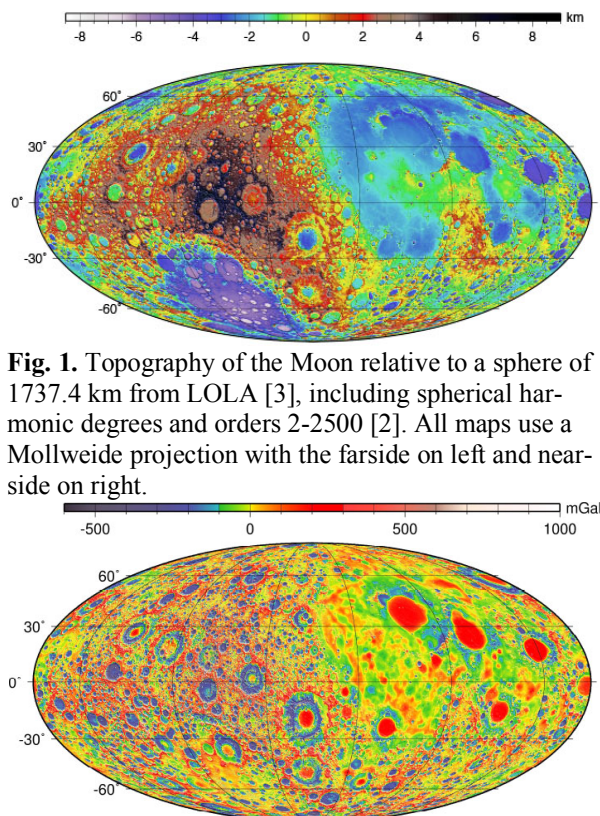 km
-8 -6 -4 -2 0 2 4 6 8
60˚
30˚
0˚
-30˚
-60˚
Fig. 1. Topography of the Moon relative to a sphere of
1737.4 km from LOLA [3], including spherical har-
monic degrees and orders 2-2500 [2]. All maps use a
Mollweide projection with the farside on left and near-
side on right.
mGal
-500 0 500 1000
60˚
30˚
0˚
-30˚
-60˚